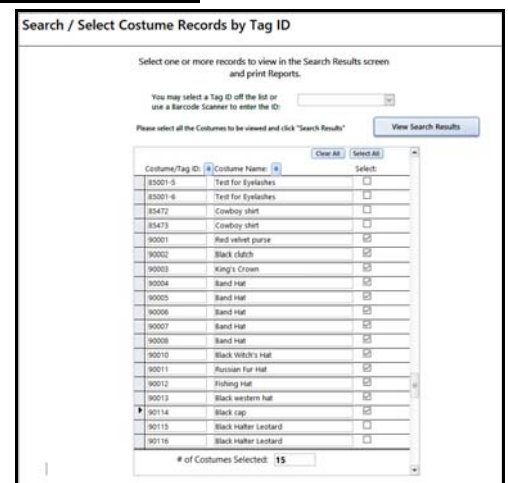 Search / Select Costume Records by Tag ID
Select one or more records to view in the Search Results screen
and print Reports.
You may select a Tag ID off the list or
use a Barcode Scanner to enter the ID:
Please select all the Costumes to be viewed and click "Search Results"
View Search Results
Clear All Select All
Costume/Tag ID: Costume Name: Select:
85001-5 Test for Eyelashes
85001-6 Test for Eyelashes
85472 Cowboy shirt
85473 Cowboy shirt
90001 Red velvet purse
90002 Black clutch
90003 King's Crown
90004 Band Hat
90005 Band Hat
90006 Band Hat
90007 Band Hat
90008 Band Hat
90010 Black Witch's Hat
90011 Russian Fur Hat
90012 Fishing Hat
90013 Black western hat
90114 Black cap
90115 Black Halter Leotard
90116 Black Halter Leotard
# of Costumes Selected: 15